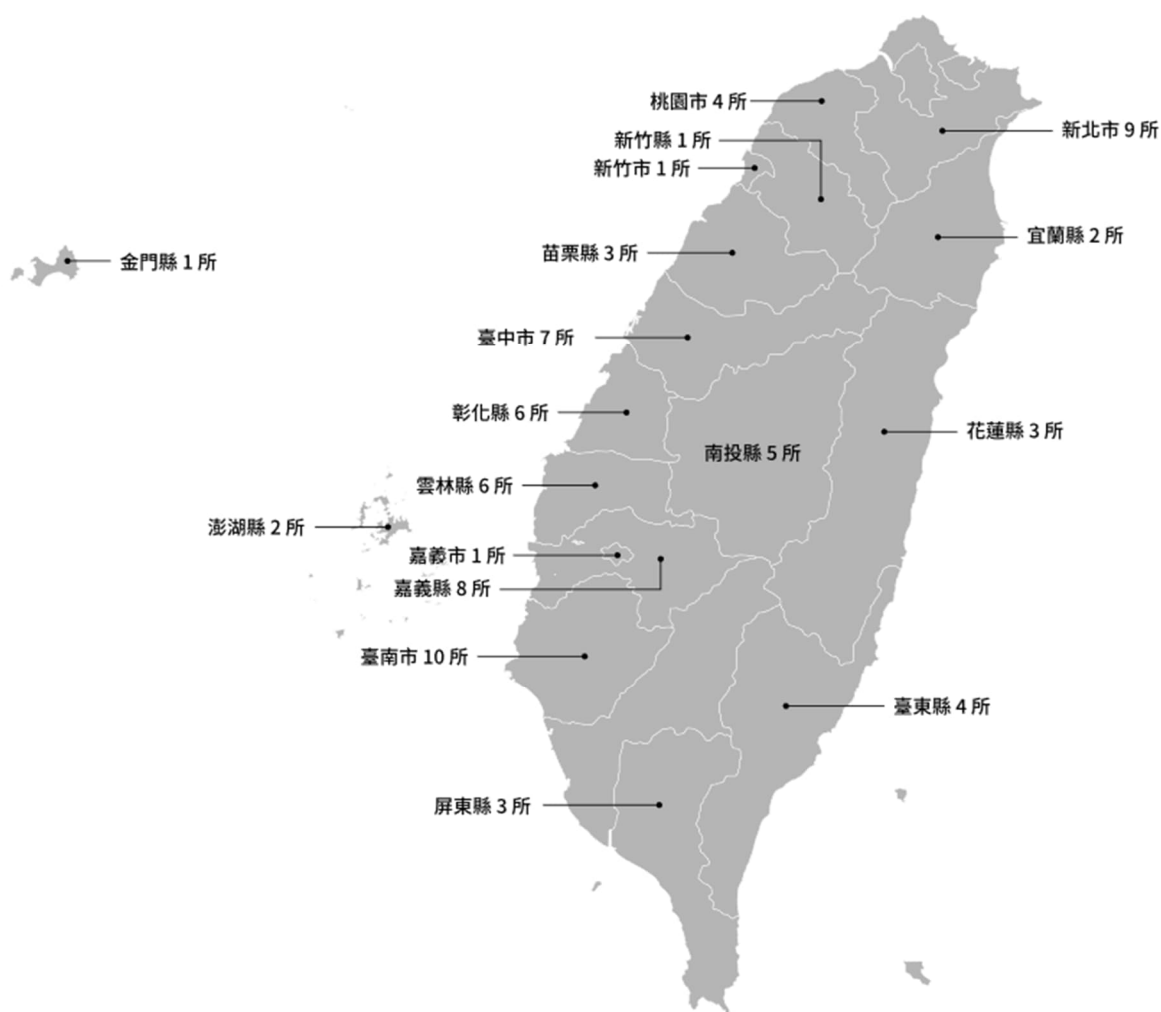 桃園市 4 所
新北市 9 所
新竹縣 1 所
新竹市 1 所
宜蘭縣 2 所
苗栗縣 3 所
金門縣 1 所
臺中市 7 所
彰化縣 6 所
花蓮縣 3 所
南投縣 5 所
雲林縣 6 所
澎湖縣 2 所
嘉義市 1 所
嘉義縣 8 所
臺南市 10 所
臺東縣 4 所
屏東縣 3 所